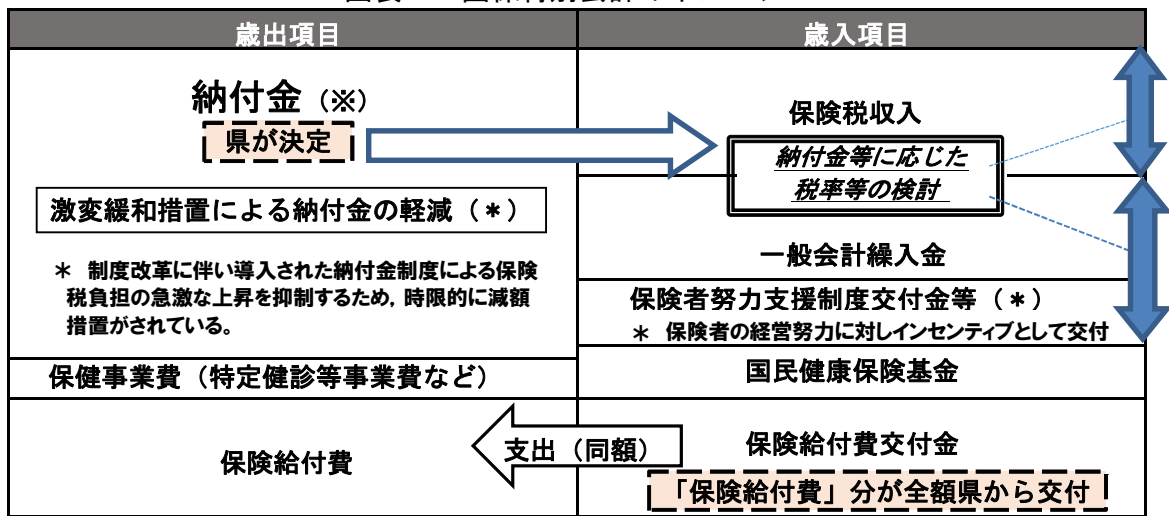 歳出項目
歳入項目
納付金（※）
県が決定
激変緩和措置による納付金の軽減（＊）
＊ 制度改革に伴い導入された納付金制度による保険
税負担の急激な上昇を抑制するため，時限的に減額
措置がされている。
保健事業費（特定健診等事業費など）
保険給付費
保険税収入
納付金等に応じた
税率等の検討
一般会計繰入金
保険者努力支援制度交付金等（＊）
＊ 保険者の経営努力に対しインセンティブとして交付
国民健康保険基金
支出（同額）
保険給付費交付金
「保険給付費」分が全額県から交付